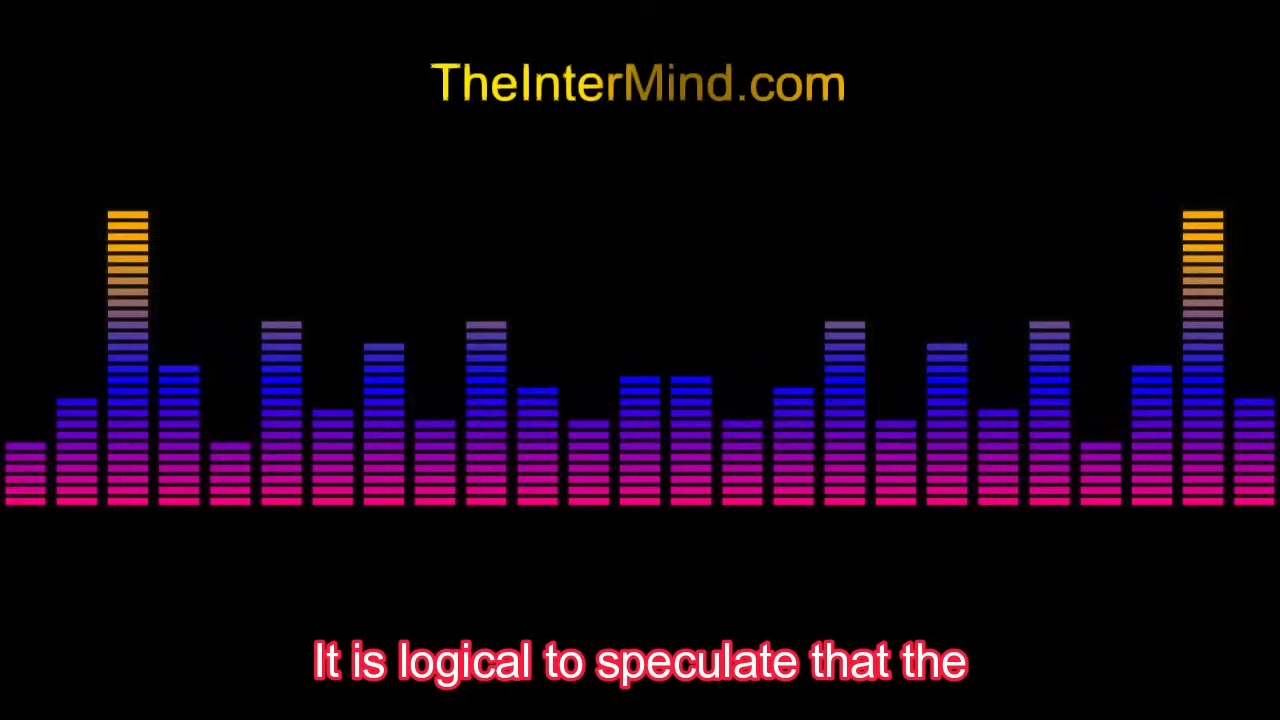 TheInterMind.com
It is logical to speculate that the